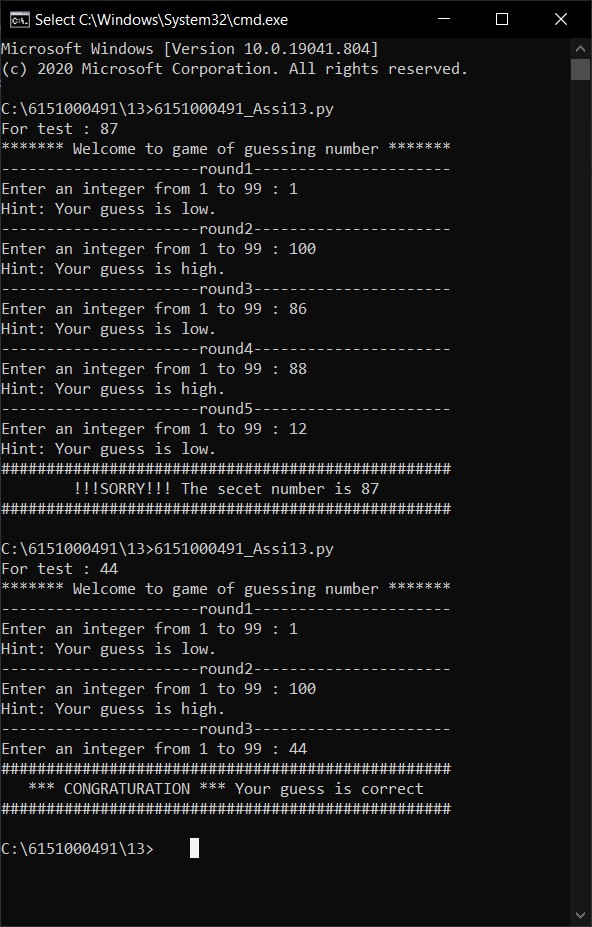 Select C:\Windows\System32\cmd.exe
Microsoft Windows [Version 10.0.19041.804]
(c) 2020 Microsoft Corporation. All rights reserved.
C:\6151000491\13>6151000491_Assi13.py
For test : 87
******* Welcome to game of guessing number *******
----------------------round1----------------------
Enter an integer from 1 to 99 : 1
Hint: Your guess is low.
----------------------round2----------------------
Enter an integer from 1 to 99 : 100
Hint: Your guess is high.
----------------------round3----------------------
Enter an integer from 1 to 99 : 86
Hint: Your guess is low.
----------------------round4----------------------
Enter an integer from 1 to 99 : 88
Hint: Your guess is high.
----------------------round5----------------------
Enter an integer from 1 to 99 : 12
Hint: Your guess is low.
##################################################
        !!!SORRY!!! The secet number is 87
##################################################
C:\6151000491\13>6151000491_Assi13.py
For test : 44
******* Welcome to game of guessing number *******
----------------------round1----------------------
Enter an integer from 1 to 99 : 1
Hint: Your guess is low.
----------------------round2----------------------
Enter an integer from 1 to 99 : 100
Hint: Your guess is high.
----------------------round3----------------------
Enter an integer from 1 to 99 : 44
##################################################
   *** CONGRATURATION *** Your guess is correct
##################################################
C:\6151000491\13>